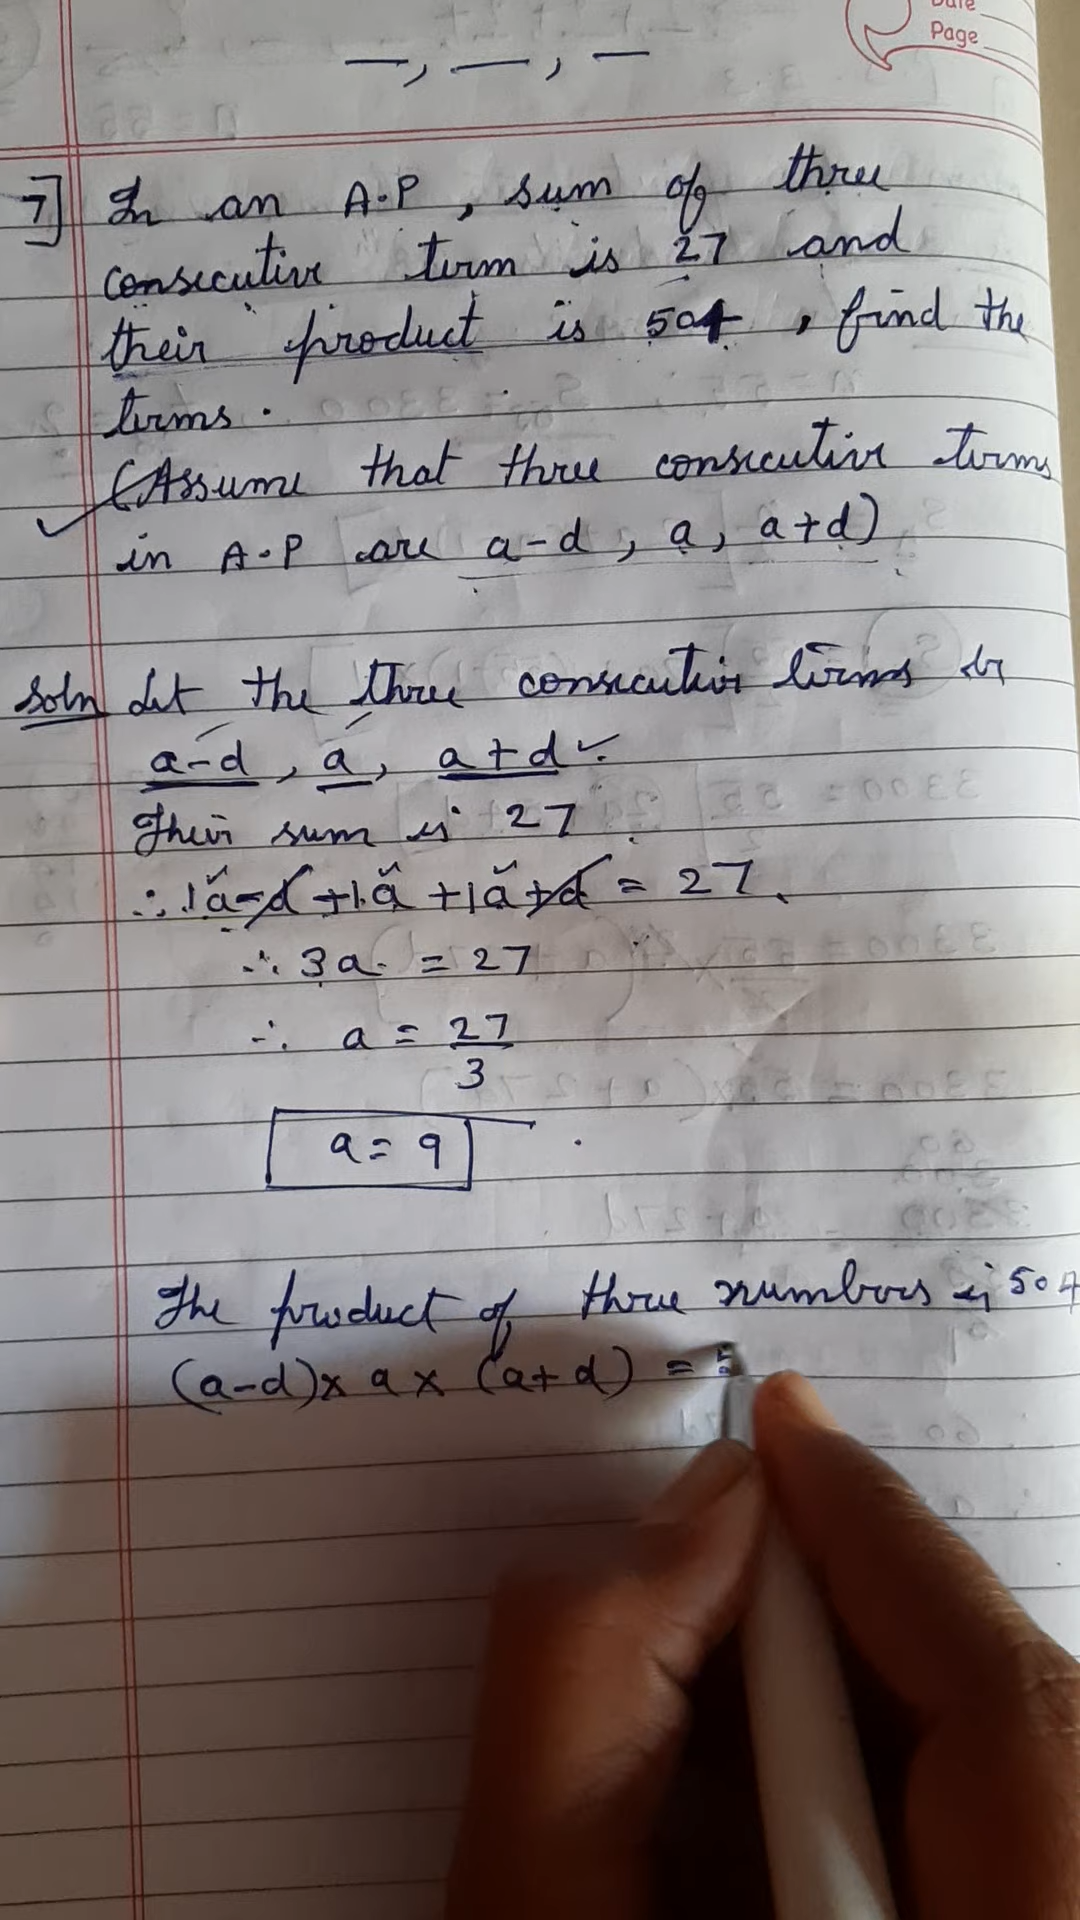 Date
Page
—, —, —
7] In an A.P, sum of three
consecutive term is 27 and
their product is 504, find the
terms.
(Assume that three consecutive terms
in A.P are a-d, a, a+d)
Soln Let the three consecutive terms be
a-d, a, a+d
Their sum is 27
∴ 1a-d+1a+1a+d = 27
∴ 3a = 27
∴ a = 27/3
a = 9
The product of three numbers is 504
(a-d)x a x (a+d) = 5